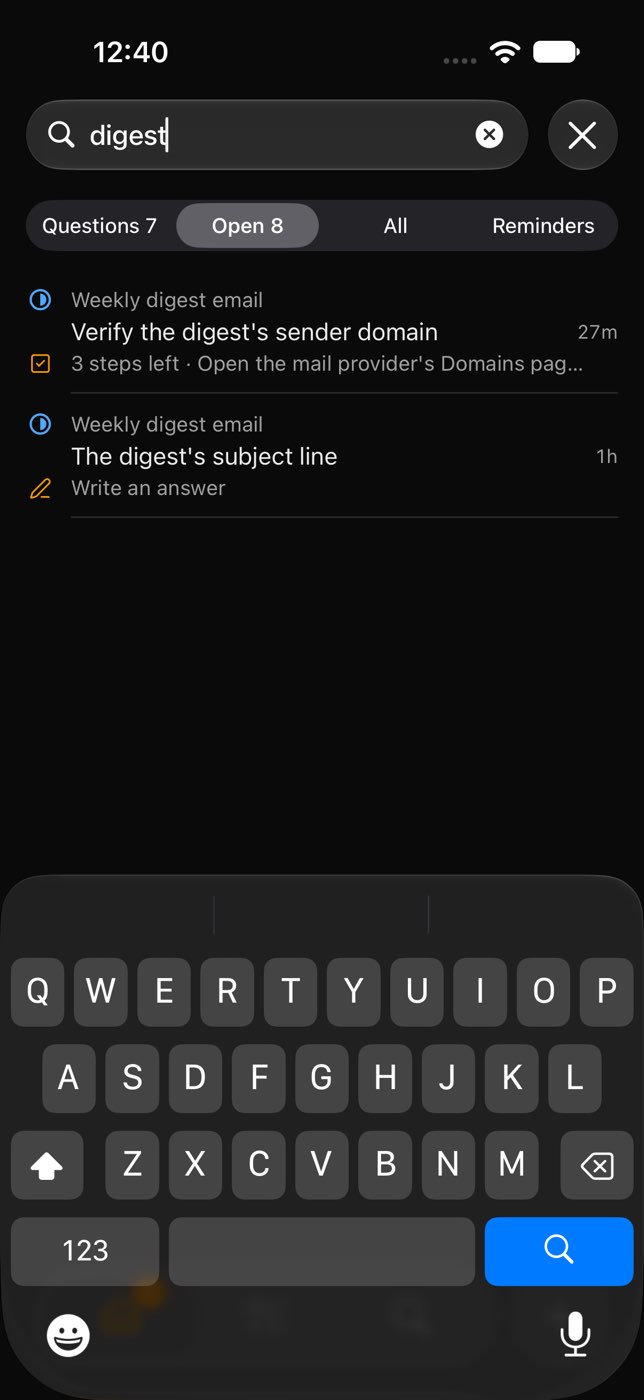 12:40
digest
Questions 7 Open 8 All Reminders
Weekly digest email
Verify the digest's sender domain 27m
3 steps left · Open the mail provider's Domains pag...
Weekly digest email
The digest's subject line 1h
Write an answer
Q W E R T Y U I O P
A S D F G H J K L
Z X C V B N M
123